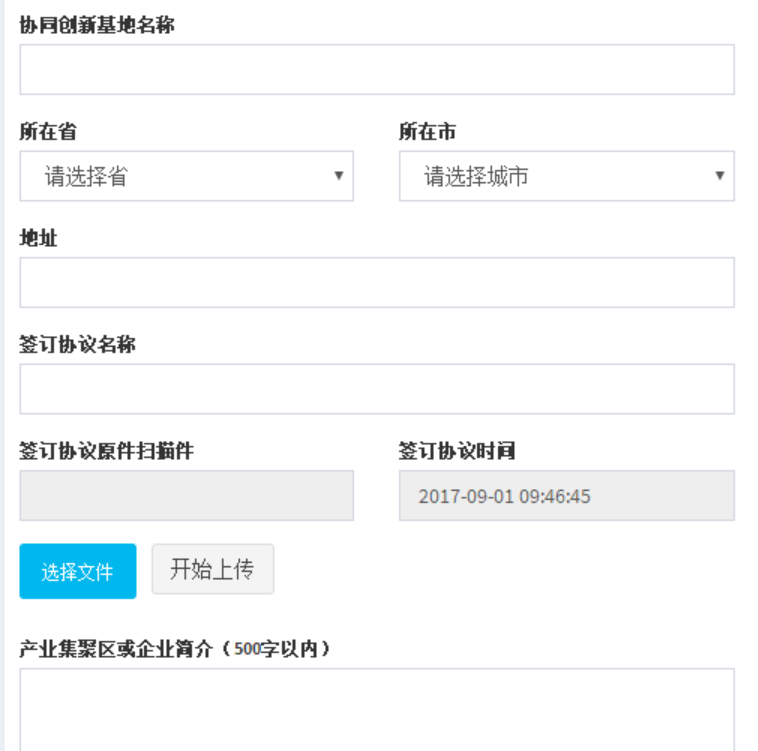 协同创新基地名称
所在省 所在市
请选择省 请选择城市
地址
签订协议名称
签订协议原件扫描件 签订协议时间
2017-09-01 09:46:45
选择文件 开始上传
产业集聚区或企业简介（500字以内）